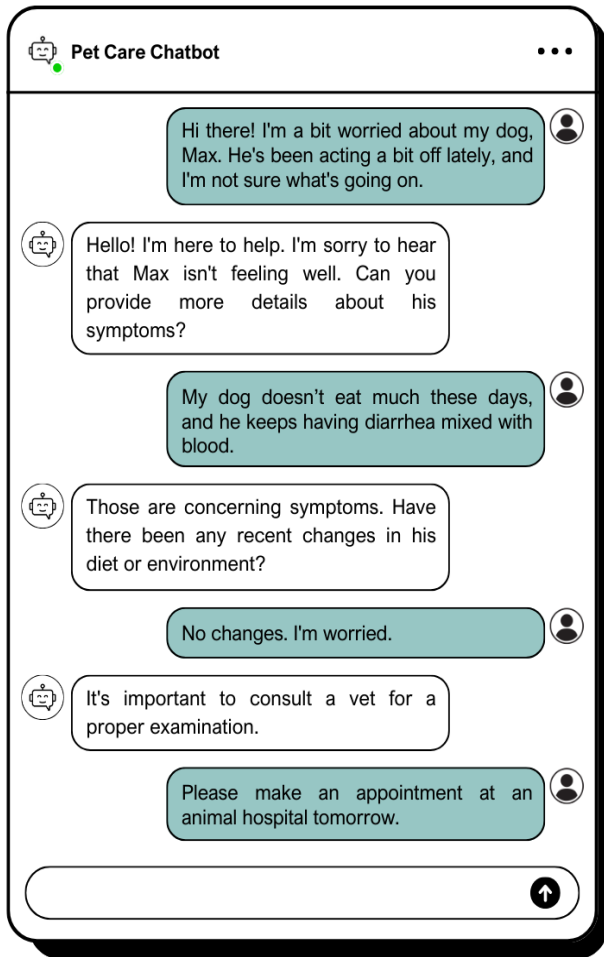 Pet Care Chatbot
Hi there! I'm a bit worried about my dog,
Max. He's been acting a bit off lately, and
I'm not sure what's going on.
Hello! I'm here to help. I'm sorry to hear
that Max isn't feeling well. Can you
provide more details about his
symptoms?
My dog doesn’t eat much these days,
and he keeps having diarrhea mixed with
blood.
Those are concerning symptoms. Have
there been any recent changes in his
diet or environment?
No changes. I'm worried.
It's important to consult a vet for a
proper examination.
Please make an appointment at an
animal hospital tomorrow.